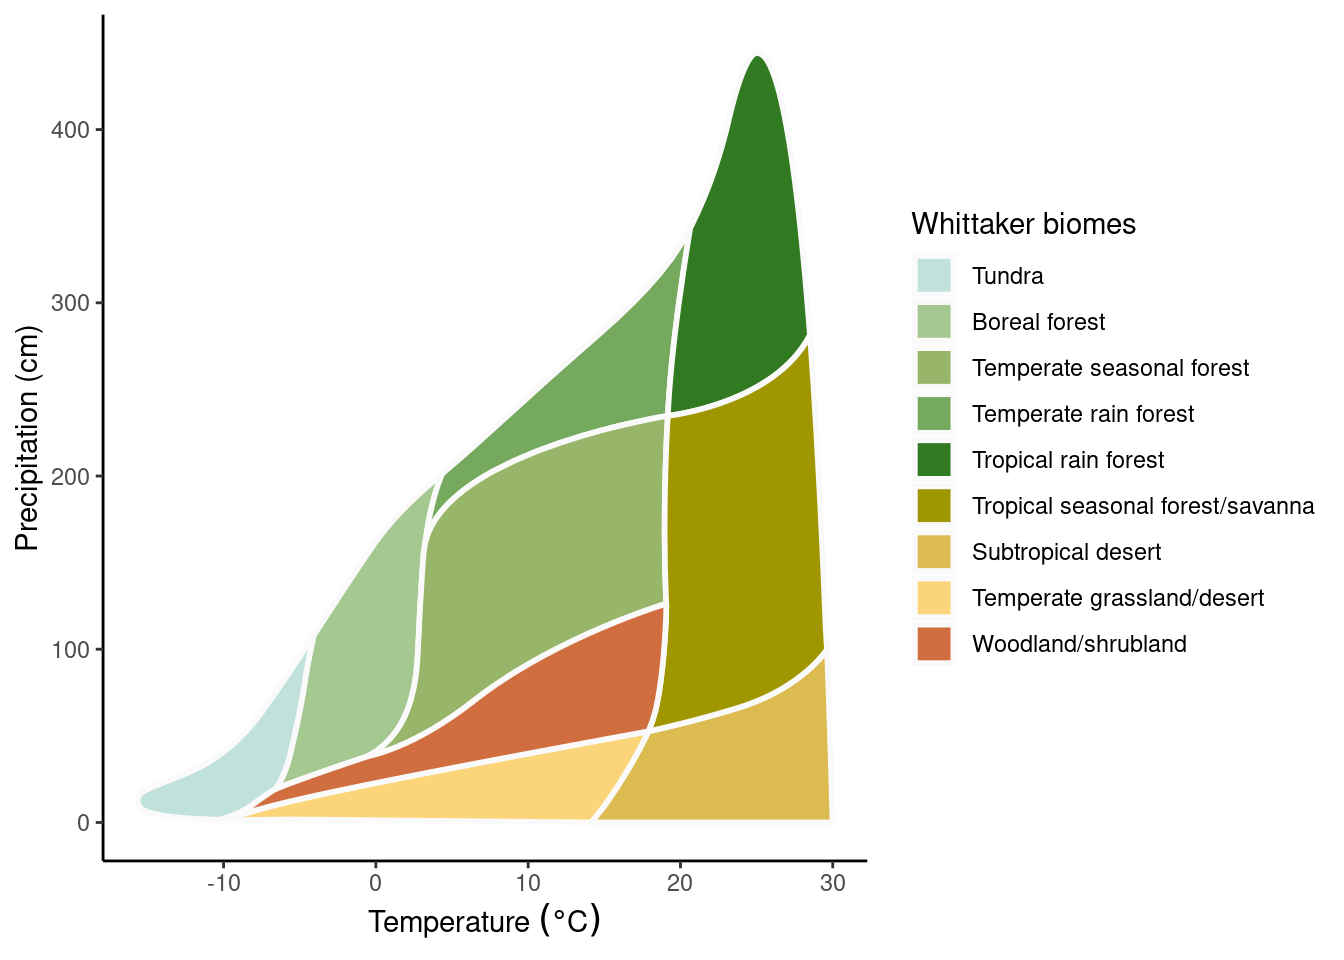 400
300
200
100
0
Precipitation (cm)
-10 0 10 20 30
Temperature (°C)
Whittaker biomes
Tundra
Boreal forest
Temperate seasonal forest
Temperate rain forest
Tropical rain forest
Tropical seasonal forest/savanna
Subtropical desert
Temperate grassland/desert
Woodland/shrubland